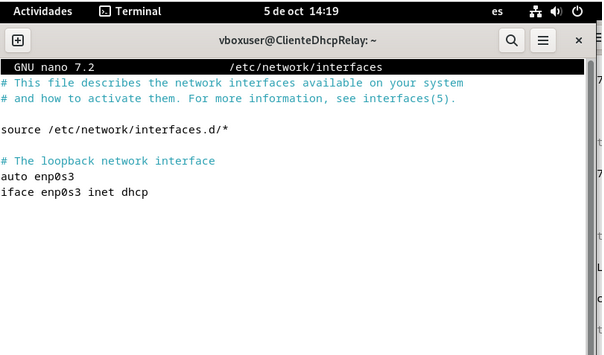 Actividades Terminal 5 de oct 14:19 es
vboxuser@ClienteDhcpRelay: ~
GNU nano 7.2 /etc/network/interfaces
# This file describes the network interfaces available on your system
# and how to activate them. For more information, see interfaces(5).
source /etc/network/interfaces.d/*
# The loopback network interface
auto enp0s3
iface enp0s3 inet dhcp